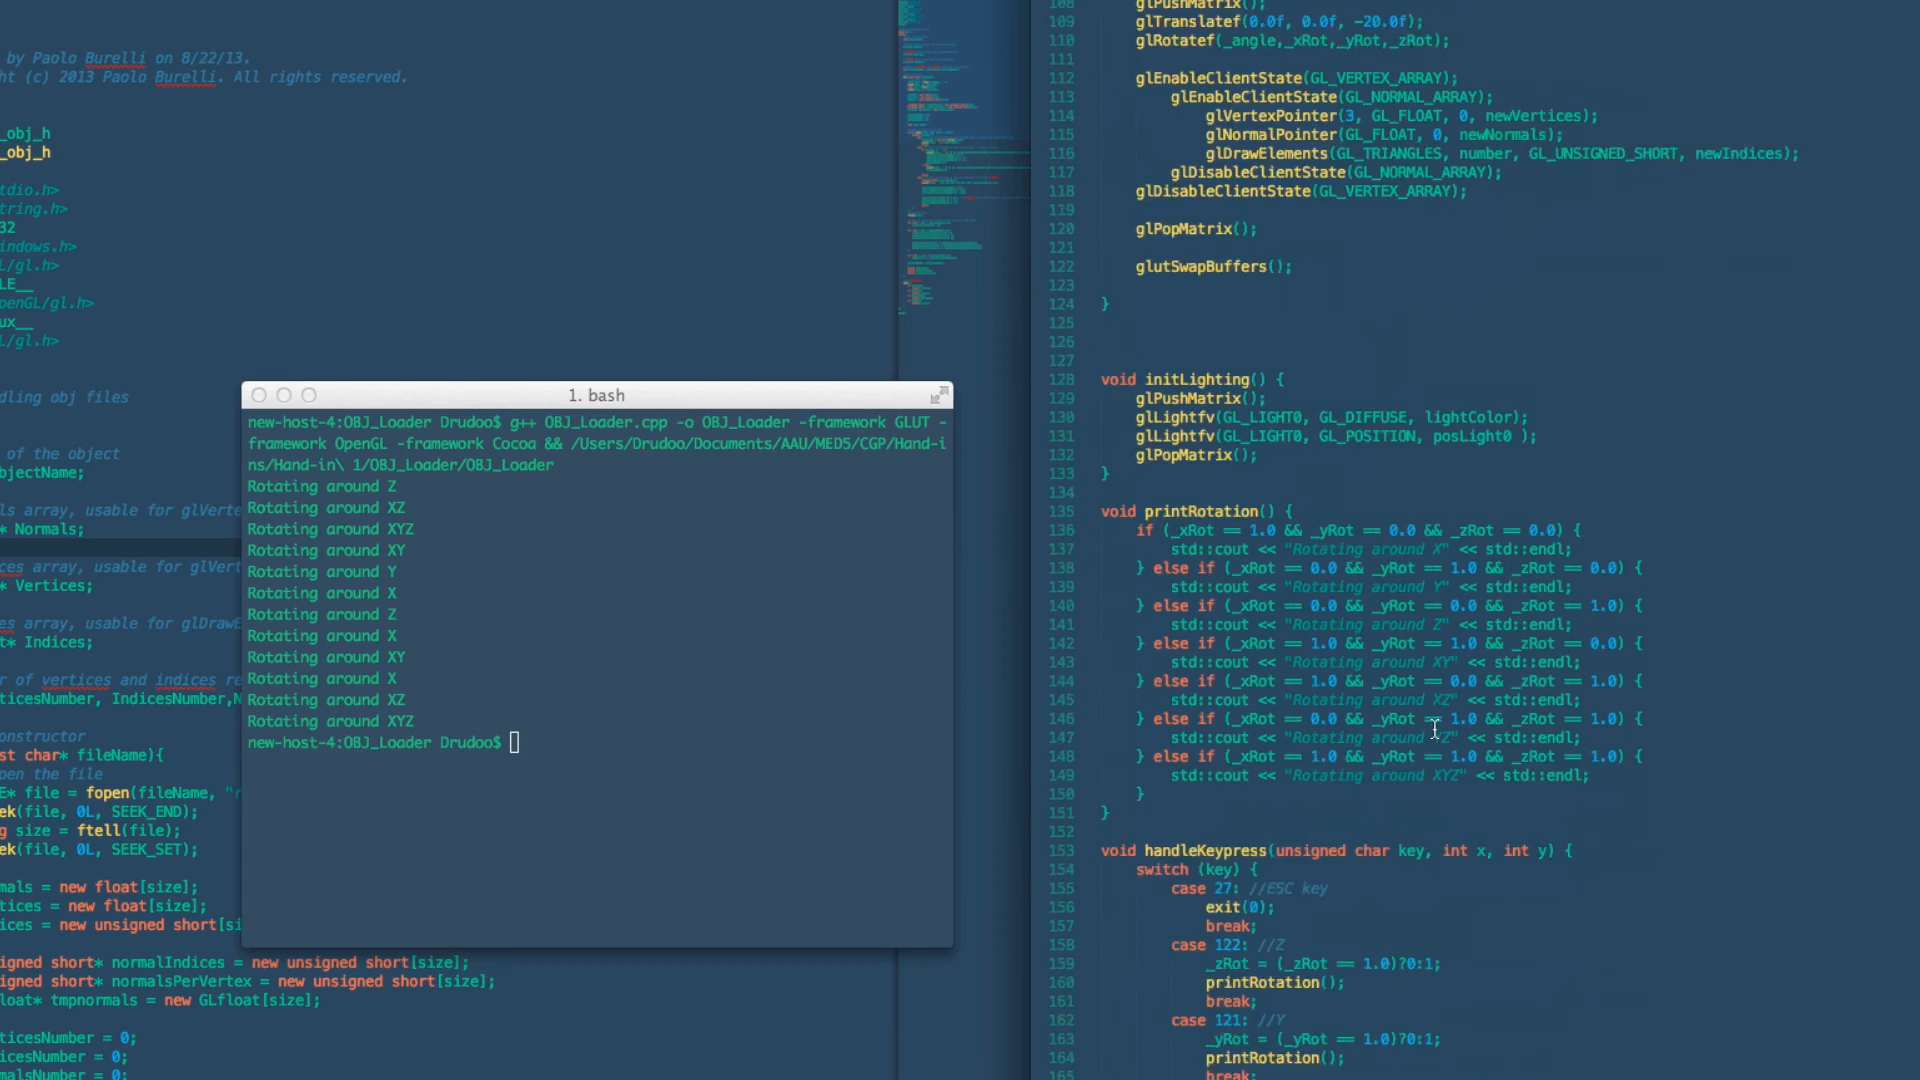 by Paolo Burelli on 8/22/13.
ht (c) 2013 Paolo Burelli. All rights reserved.
_obj_h
_obj_h
tdio.h>
tring.h>
32
indows.h>
L/gl.h>
LE__
penGL/gl.h>
ux__
L/gl.h>
dling obj files
of the object
bjectName;
ls array, usable for glVerte
* Normals;
ces array, usable for glVert
* Vertices;
es array, usable for glDrawE
t* Indices;
r of vertices and indices re
ticesNumber, IndicesNumber,N
constructor
st char* fileName){
pen the file
E* file = fopen(fileName, "r
ek(file, 0L, SEEK_END);
g size = ftell(file);
ek(file, 0L, SEEK_SET);
mals = new float[size];
tices = new float[size];
ices = new unsigned short[si
igned short* normalIndices = new unsigned short[size];
signed short* normalsPerVertex = new unsigned short[size];
float* tmpnormals = new GLfloat[size];
ticesNumber = 0;
icesNumber = 0;
malsNumber = 0;
1. bash
new-host-4:OBJ_Loader Drudoo$ g++ OBJ_Loader.cpp -o OBJ_Loader -framework GLUT -
framework OpenGL -framework Cocoa && /Users/Drudoo/Documents/AAU/MED5/CGP/Hand-i
ns/Hand-in\ 1/OBJ_Loader/OBJ_Loader
Rotating around Z
Rotating around XZ
Rotating around XYZ
Rotating around XY
Rotating around Y
Rotating around X
Rotating around Z
Rotating around X
Rotating around XY
Rotating around X
Rotating around XZ
Rotating around XYZ
new-host-4:OBJ_Loader Drudoo$
108 glPushMatrix();
109 glTranslatef(0.0f, 0.0f, -20.0f);
110 glRotatef(_angle,_xRot,_yRot,_zRot);
111
112 glEnableClientState(GL_VERTEX_ARRAY);
113 glEnableClientState(GL_NORMAL_ARRAY);
114 glVertexPointer(3, GL_FLOAT, 0, newVertices);
115 glNormalPointer(GL_FLOAT, 0, newNormals);
116 glDrawElements(GL_TRIANGLES, number, GL_UNSIGNED_SHORT, newIndices);
117 glDisableClientState(GL_NORMAL_ARRAY);
118 glDisableClientState(GL_VERTEX_ARRAY);
119
120 glPopMatrix();
121
122 glutSwapBuffers();
123
124 }
125
126
127
128 void initLighting() {
129 glPushMatrix();
130 glLightfv(GL_LIGHT0, GL_DIFFUSE, lightColor);
131 glLightfv(GL_LIGHT0, GL_POSITION, posLight0 );
132 glPopMatrix();
133 }
134
135 void printRotation() {
136 if (_xRot == 1.0 && _yRot == 0.0 && _zRot == 0.0) {
137 std::cout << "Rotating around X" << std::endl;
138 } else if (_xRot == 0.0 && _yRot == 1.0 && _zRot == 0.0) {
139 std::cout << "Rotating around Y" << std::endl;
140 } else if (_xRot == 0.0 && _yRot == 0.0 && _zRot == 1.0) {
141 std::cout << "Rotating around Z" << std::endl;
142 } else if (_xRot == 1.0 && _yRot == 1.0 && _zRot == 0.0) {
143 std::cout << "Rotating around XY" << std::endl;
144 } else if (_xRot == 1.0 && _yRot == 0.0 && _zRot == 1.0) {
145 std::cout << "Rotating around XZ" << std::endl;
146 } else if (_xRot == 0.0 && _yRot == 1.0 && _zRot == 1.0) {
147 std::cout << "Rotating around YZ" << std::endl;
148 } else if (_xRot == 1.0 && _yRot == 1.0 && _zRot == 1.0) {
149 std::cout << "Rotating around XYZ" << std::endl;
150 }
151 }
152
153 void handleKeypress(unsigned char key, int x, int y) {
154 switch (key) {
155 case 27: //ESC key
156 exit(0);
157 break;
158 case 122: //Z
159 _zRot = (_zRot == 1.0)?0:1;
160 printRotation();
161 break;
162 case 121: //Y
163 _yRot = (_yRot == 1.0)?0:1;
164 printRotation();
165 break;